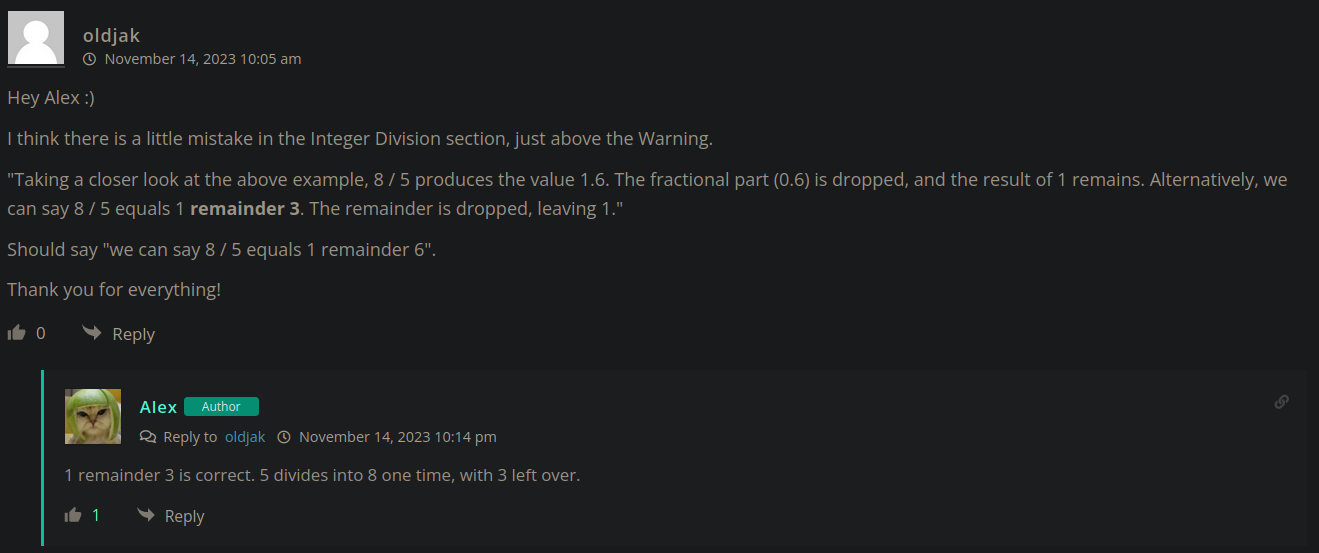 oldjak
November 14, 2023 10:05 am
Hey Alex :)
I think there is a little mistake in the Integer Division section, just above the Warning.
"Taking a closer look at the above example, 8 / 5 produces the value 1.6. The fractional part (0.6) is dropped, and the result of 1 remains. Alternatively, we
can say 8 / 5 equals 1 remainder 3. The remainder is dropped, leaving 1."
Should say "we can say 8 / 5 equals 1 remainder 6".
Thank you for everything!
0 Reply
Alex Author
Reply to oldjak November 14, 2023 10:14 pm
1 remainder 3 is correct. 5 divides into 8 one time, with 3 left over.
1 Reply